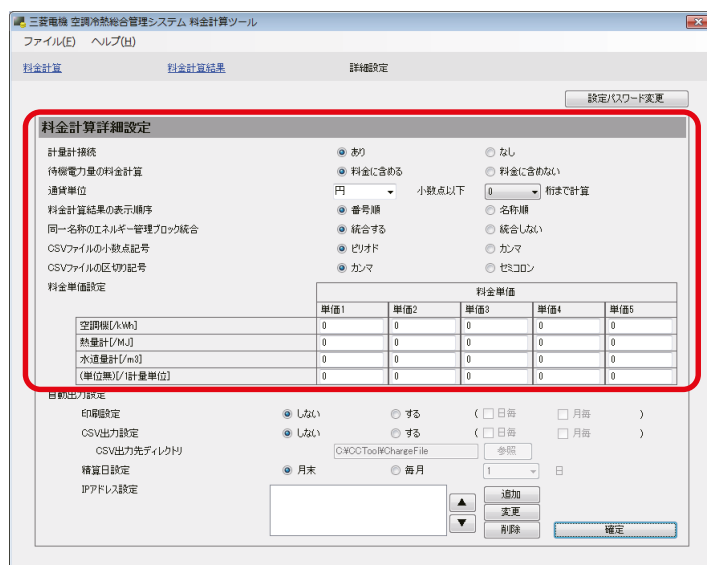 三菱電機 空調冷熱総合管理システム 料金計算ツール
ファイル(F) ヘルプ(H)
料金計算 料金計算結果 詳細設定
設定パスワード変更
料金計算詳細設定
計量計接続 あり なし
待機電力量の料金計算 料金に含める 料金に含めない
通貨単位 円 小数点以下 0 桁まで計算
料金計算結果の表示順序 番号順 名称順
同一名称のエネルギー管理ブロック統合 統合する 統合しない
CSVファイルの小数点記号 ピリオド カンマ
CSVファイルの区切り記号 カンマ セミコロン
料金単価設定 料金単価
単価1 単価2 単価3 単価4 単価5
空調機[/kWh] 0 0 0 0 0
熱量計[/MJ] 0 0 0 0 0
水道量計[/m3] 0 0 0 0 0
(単位無)[/1計量単位] 0 0 0 0 0
自動出力設定
印刷設定 しない する ( 日毎 月毎 )
CSV出力設定 しない する ( 日毎 月毎 )
CSV出力先ディレクトリ C:¥CCTool¥ChargeFile 参照
精算日設定 月末 毎月 1 日
IPアドレス設定 ▲ 追加
変更
▼ 削除 確定